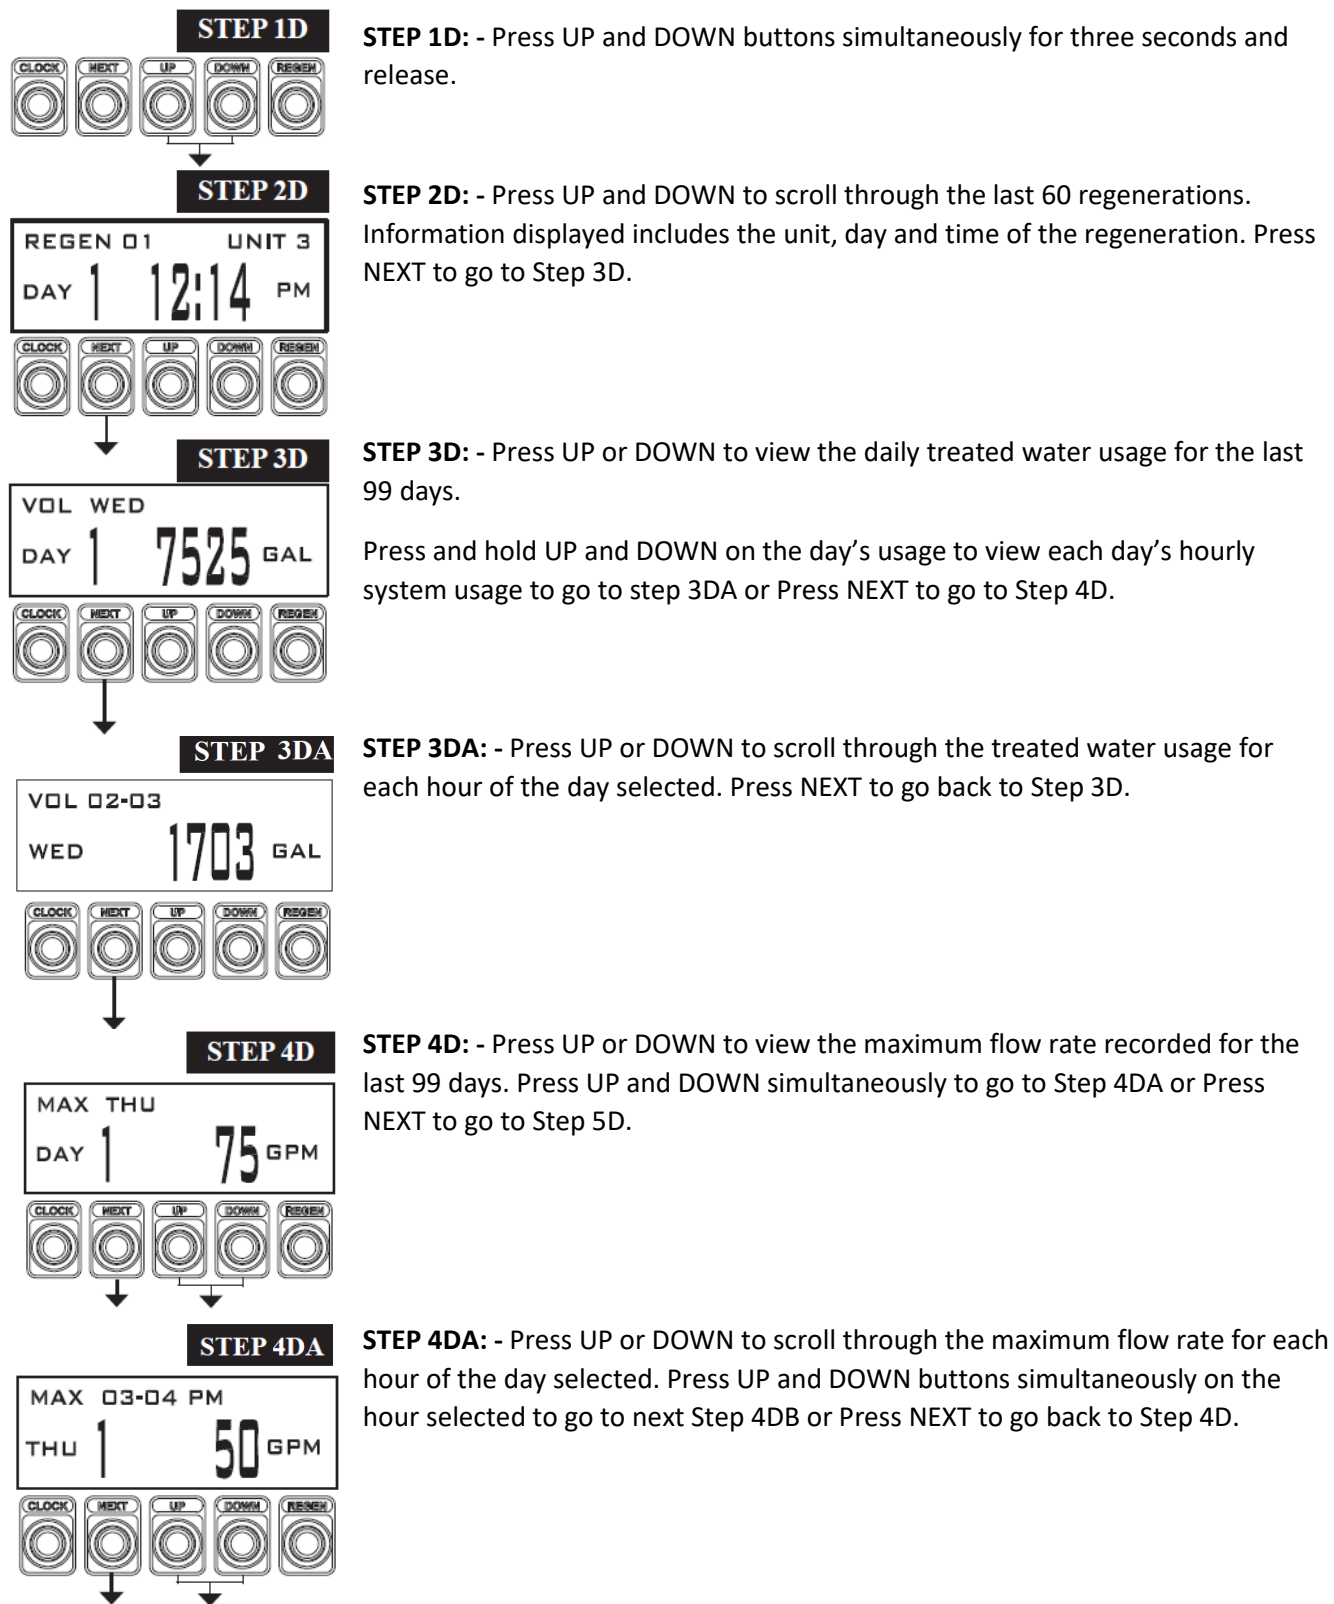 STEP 1D
STEP 1D: - Press UP and DOWN buttons simultaneously for three seconds and
release.
CLOCK NEXT UP DOWN REGEN
STEP 2D
STEP 2D: - Press UP and DOWN to scroll through the last 60 regenerations.
Information displayed includes the unit, day and time of the regeneration. Press
NEXT to go to Step 3D.
REGEN 01 UNIT 3
DAY 1 12:14 PM
CLOCK NEXT UP DOWN REGEN
STEP 3D
STEP 3D: - Press UP or DOWN to view the daily treated water usage for the last
99 days.
Press and hold UP and DOWN on the day’s usage to view each day’s hourly
system usage to go to step 3DA or Press NEXT to go to Step 4D.
VOL WED
DAY 1 7525 GAL
CLOCK NEXT UP DOWN REGEN
STEP 3DA
STEP 3DA: - Press UP or DOWN to scroll through the treated water usage for
each hour of the day selected. Press NEXT to go back to Step 3D.
VOL 02-03
WED 1703 GAL
CLOCK NEXT UP DOWN REGEN
STEP 4D
STEP 4D: - Press UP or DOWN to view the maximum flow rate recorded for the
last 99 days. Press UP and DOWN simultaneously to go to Step 4DA or Press
NEXT to go to Step 5D.
MAX THU
DAY 1 75 GPM
CLOCK NEXT UP DOWN REGEN
STEP 4DA
STEP 4DA: - Press UP or DOWN to scroll through the maximum flow rate for each
hour of the day selected. Press UP and DOWN buttons simultaneously on the
hour selected to go to next Step 4DB or Press NEXT to go back to Step 4D.
MAX 03-04 PM
THU 1 50 GPM
CLOCK NEXT UP DOWN REGEN